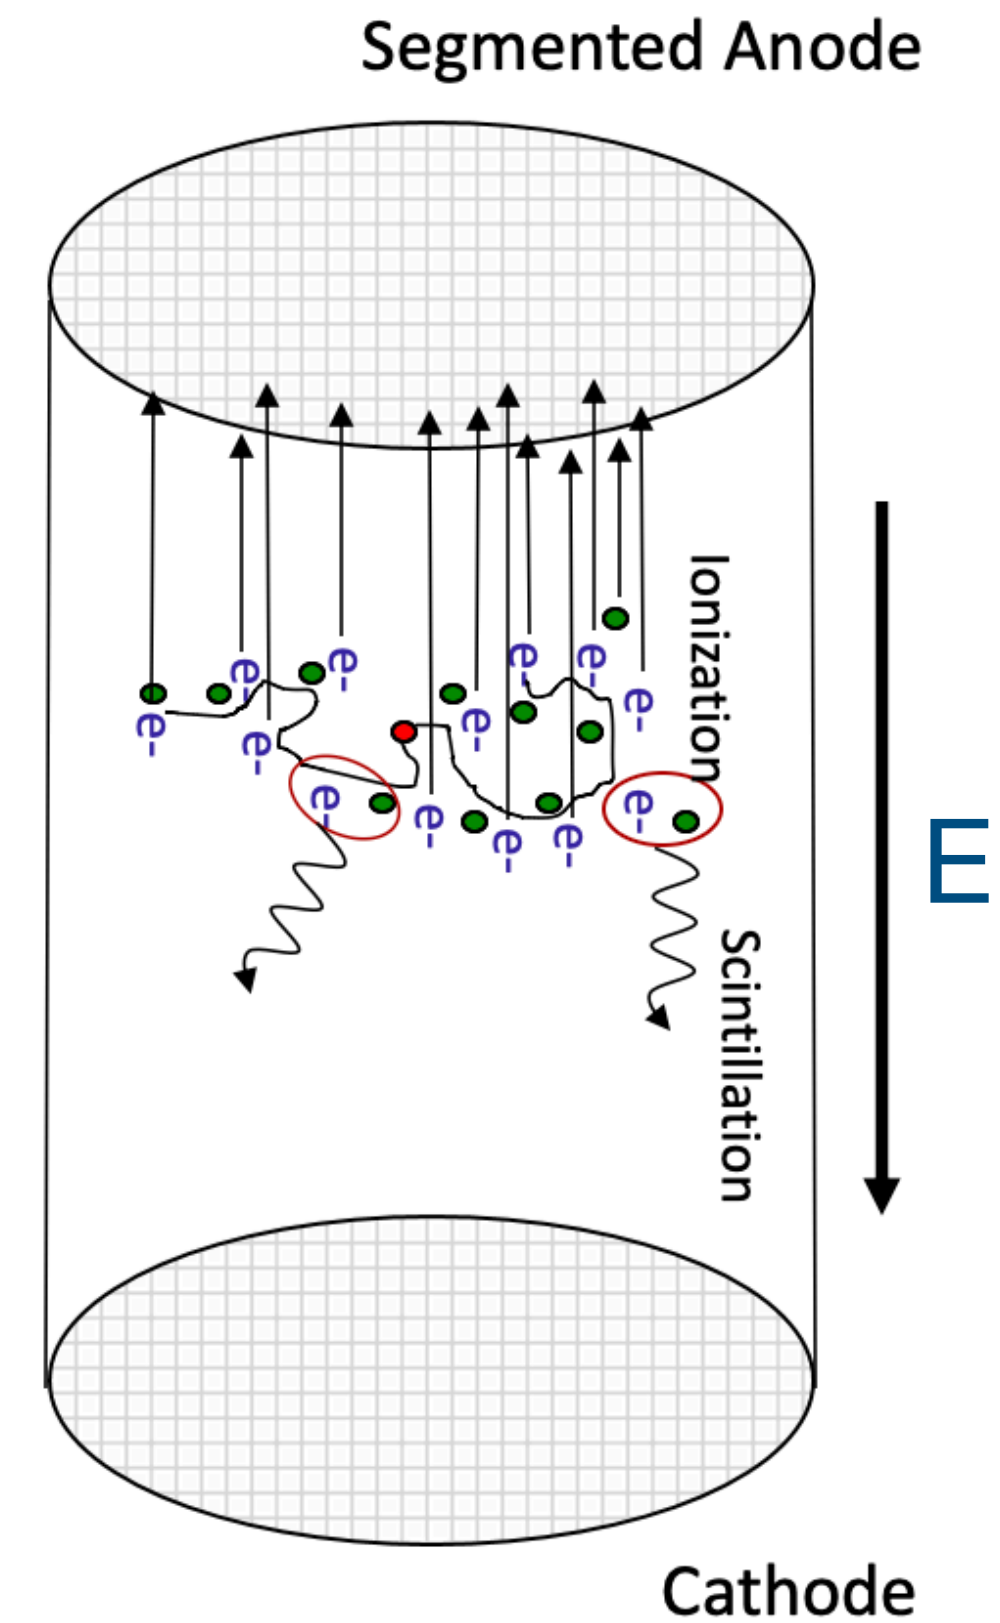 Segmented Anode
Ionization
e-
e-
e-
e-
e-
e-
e-
e-
e-
e-
e-
e-
e-
E
Scintillation
Cathode